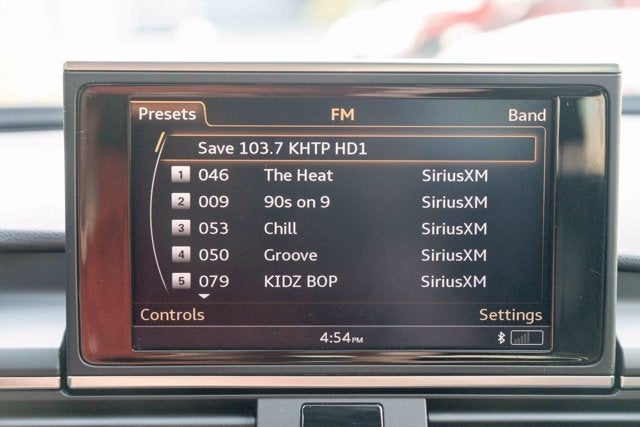 Presets FM Band
Save 103.7 KHTP HD1
1 046 The Heat SiriusXM
2 009 90s on 9 SiriusXM
3 053 Chill SiriusXM
4 050 Groove SiriusXM
5 079 KIDZ BOP SiriusXM
Controls Settings
4:54PM